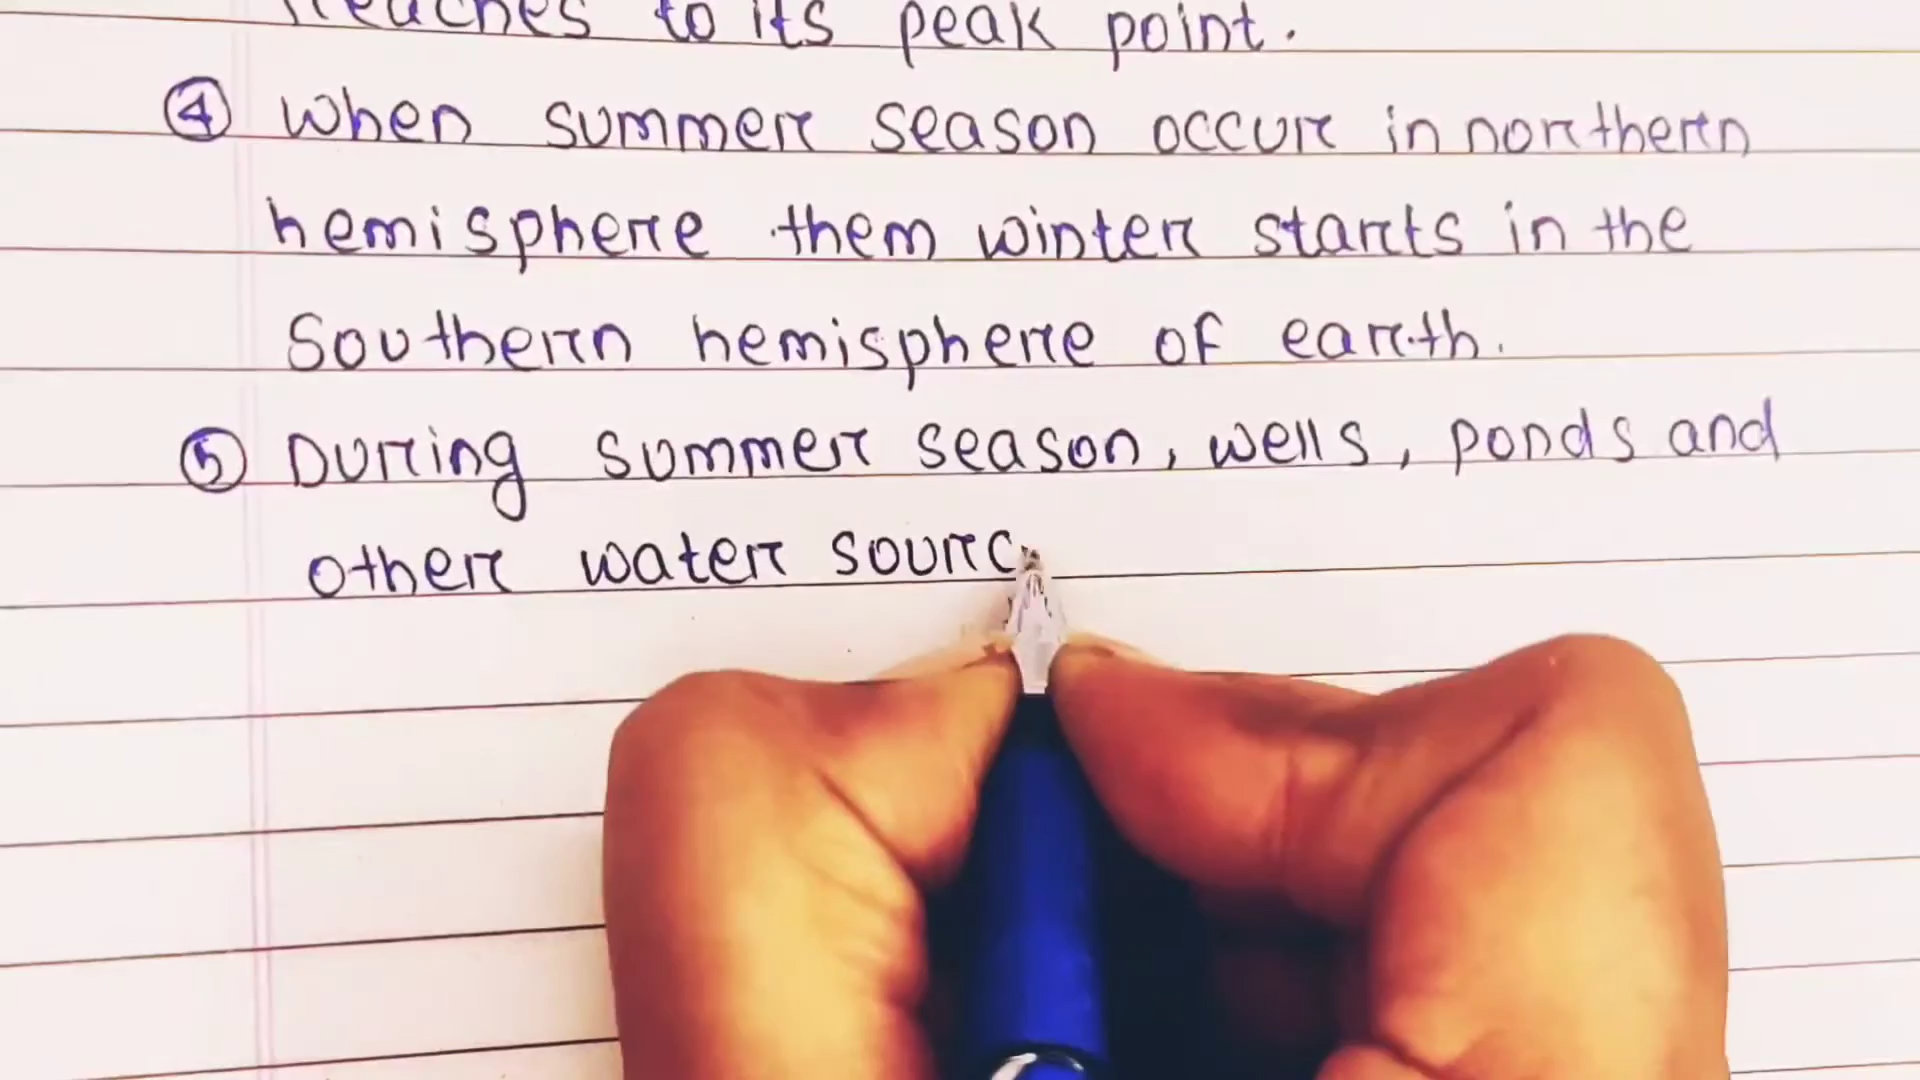 reaches to its peak point.
④ When summer season occur in northern
hemisphere them winter starts in the
Southern hemisphere of earth.
⑤ During summer season, wells, ponds and
other water sourc